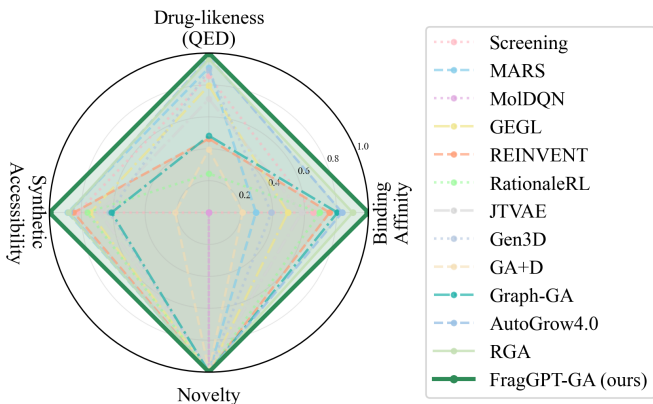 Drug-likeness
(QED)
1.0
0.8
0.6
0.4
0.2
Synthetic
Accessibility
Binding
Affinity
Novelty
Screening
MARS
MolDQN
GEGL
REINVENT
RationaleRL
JTVAE
Gen3D
GA+D
Graph-GA
AutoGrow4.0
RGA
FragGPT-GA (ours)